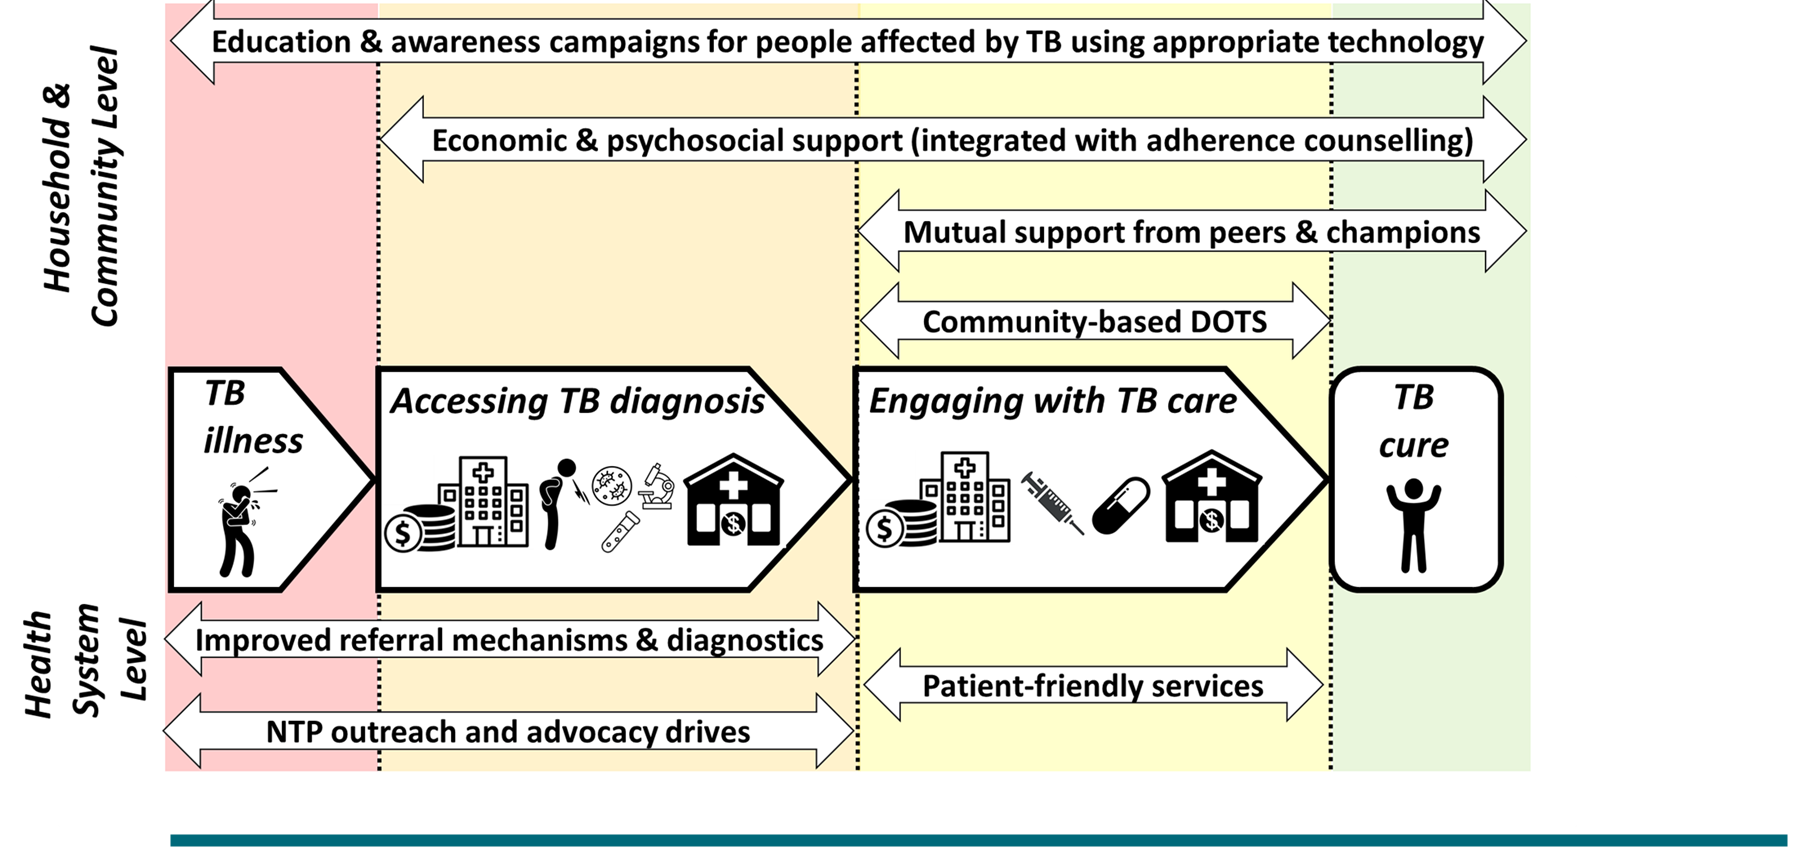 Education & awareness campaigns for people affected by TB using appropriate technology
Household &
Community Level
Economic & psychosocial support (integrated with adherence counselling)
Mutual support from peers & champions
Community-based DOTS
TB
illness
Accessing TB diagnosis
Engaging with TB care
TB
cure
$
$
$
$
Health
System
Level
Improved referral mechanisms & diagnostics
Patient-friendly services
NTP outreach and advocacy drives